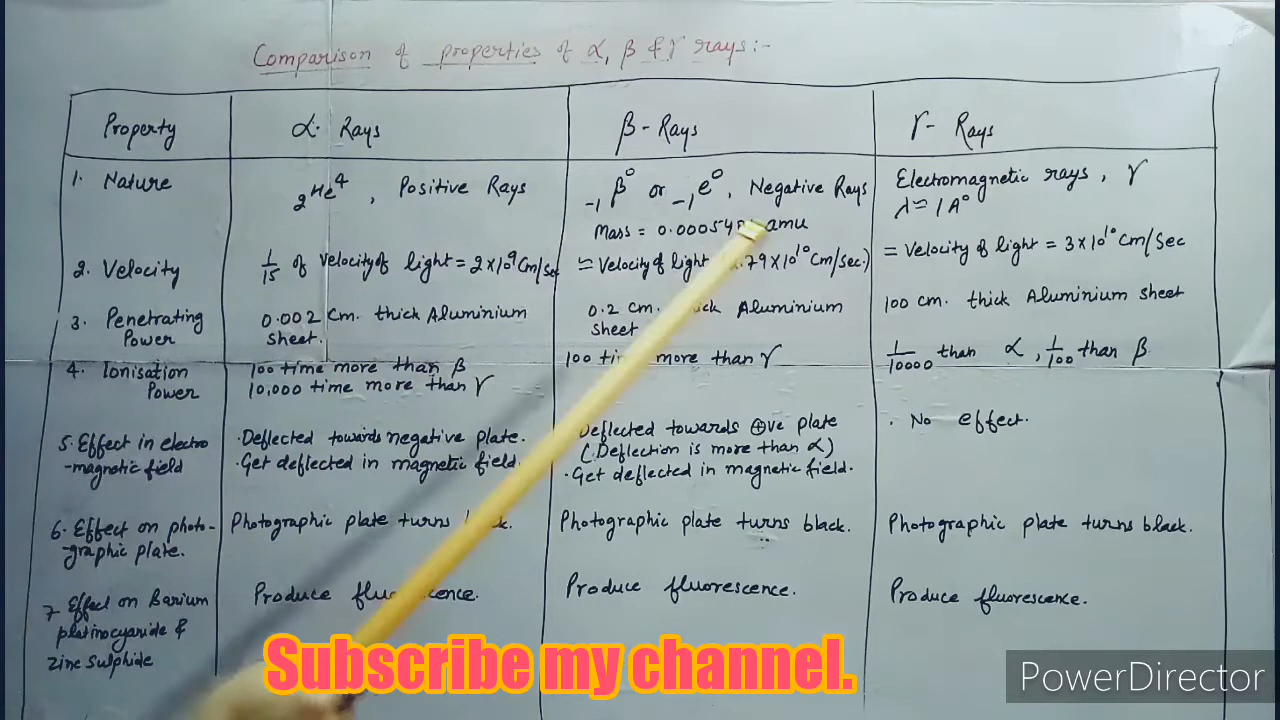 Comparison of properties of α, β & γ rays:-
Property
α- Rays
β- Rays
γ- Rays
1. Nature
₂He⁴, Positive Rays
₋₁β⁰ or ₋₁e⁰, Negative Rays
Mass = amu
Electromagnetic rays, γ
λ≃1A°
2. Velocity
1/15 of velocity of light = 2×10⁹ Cm/sec
≃ Velocity of light .79×10¹⁰ Cm/sec.)
= Velocity of light = 3×10¹⁰ Cm/Sec
3. Penetrating
Power
0.002 Cm. thick Aluminium
Sheet.
0.2 cm. Aluminium
Sheet
100 cm. thick Aluminium sheet
4. Ionisation
Power
100 time more than β
10,000 time more than γ
100 more than γ
1/10000 than α, 1/100 than β
5. Effect in electro
-magnetic field
· Deflected towards negative plate.
· Get deflected in magnetic field.
Deflected towards ⊕ve plate
(Deflection is more than α)
· Get deflected in magnetic field.
· No effect.
6. Effect on photo-
-graphic plate.
Photographic plate turns
Photographic plate turns black.
Photographic plate turns black.
7 Effect on Barium
platinocyanide &
Zinc Sulphide
Produce
Produce fluorescence.
Produce fluorescence.
Subscribe my channel.
PowerDirector